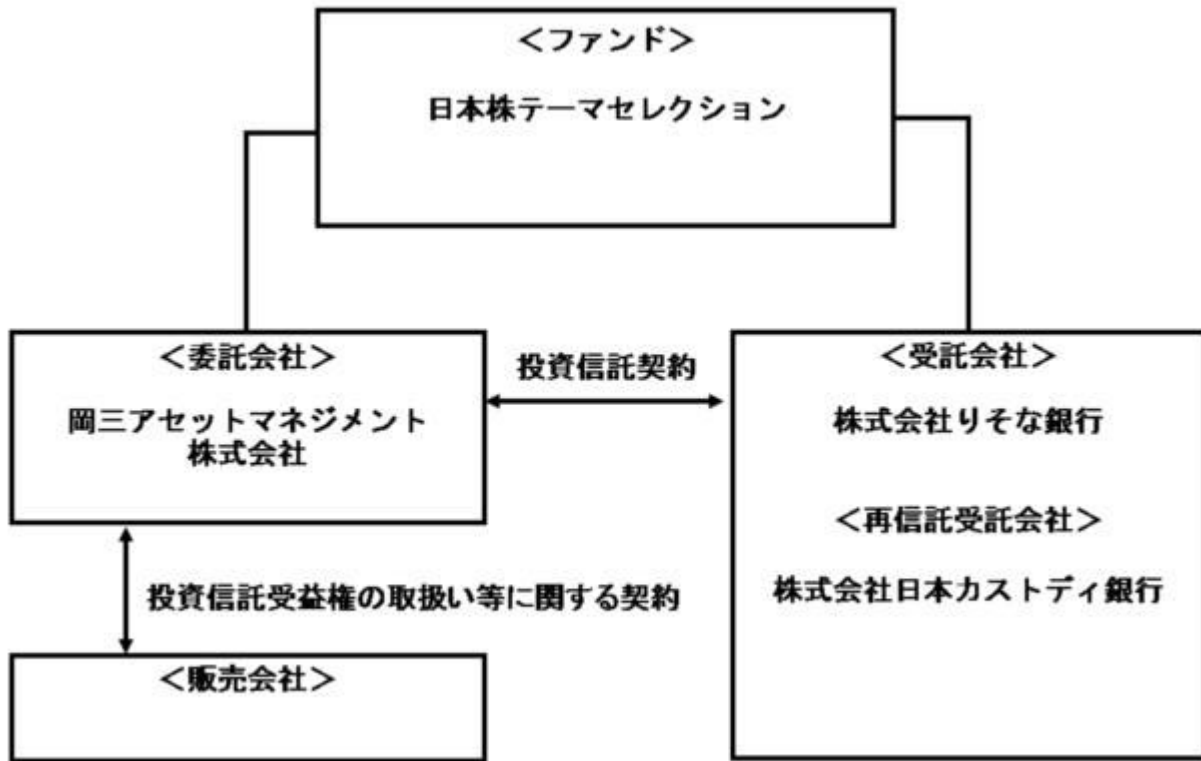 ＜ファンド＞
日本株テーマセレクション
＜委託会社＞
岡三アセットマネジメント
株式会社
投資信託契約
＜受託会社＞
株式会社りそな銀行
＜再信託受託会社＞
株式会社日本カストディ銀行
投資信託受益権の取扱い等に関する契約
＜販売会社＞